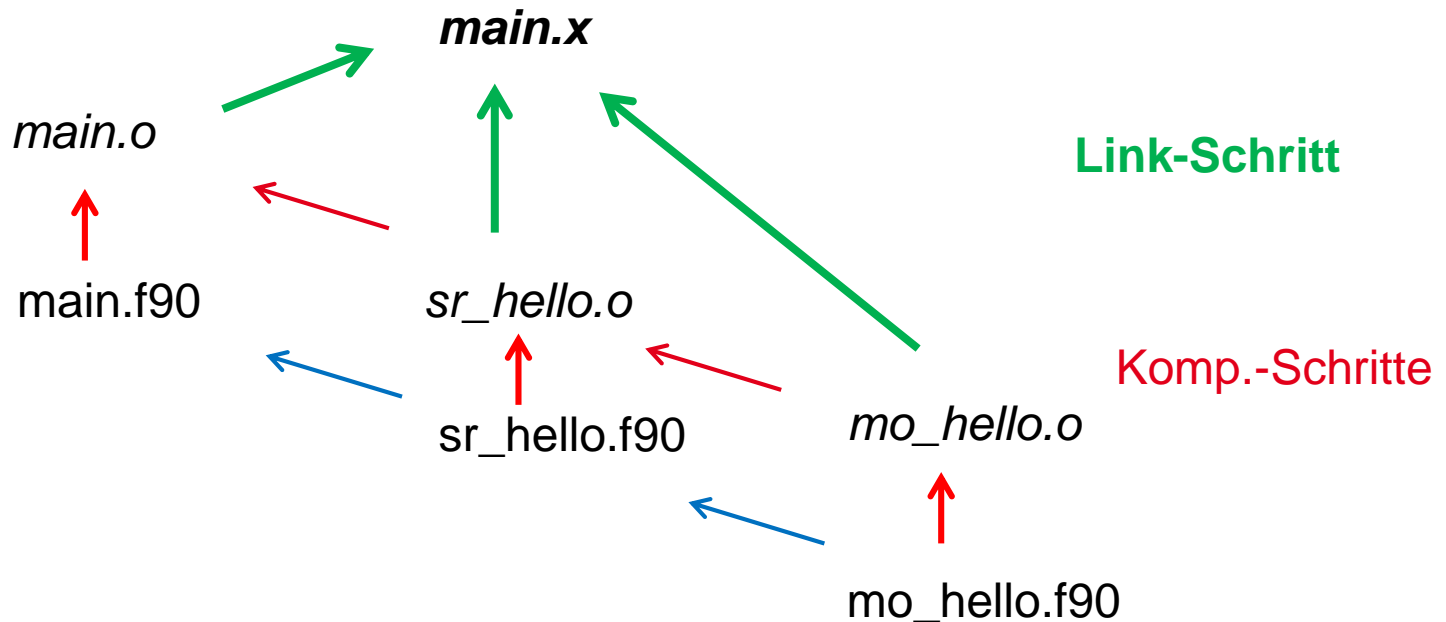 main.x
main.o
Link-Schritt
main.f90
sr_hello.o
Komp.-Schritte
sr_hello.f90
mo_hello.o
mo_hello.f90